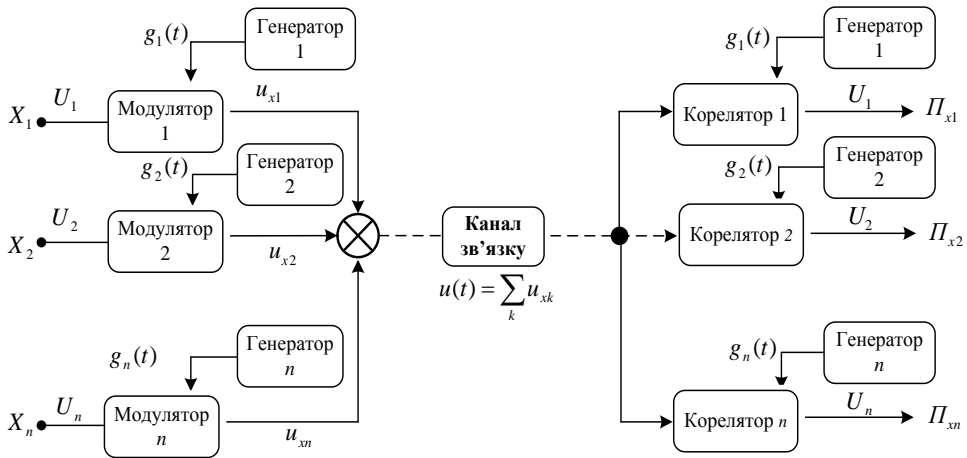 g₁(t)
Генератор
1
g₁(t)
Генератор
1
X₁
U₁
Модулятор
1
uₓ₁
Корелятор 1
U₁
Пₓ₁
g₂(t)
Генератор
2
g₂(t)
Генератор
2
X₂
U₂
Модулятор
2
uₓ₂
Канал
зв’язку
u(t) = ∑ uₓₖ
k
Корелятор 2
U₂
Пₓ₂
gₙ(t)
Генератор
n
gₙ(t)
Генератор
n
Xₙ
Uₙ
Модулятор
n
uₓₙ
Корелятор n
Uₙ
Пₓₙ